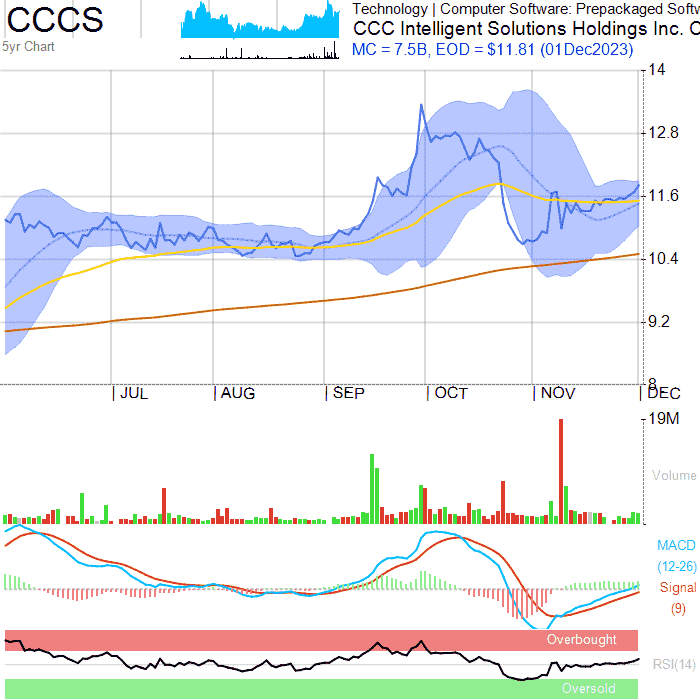 CCCS
5yr Chart
Technology | Computer Software: Prepackaged Softw
CCC Intelligent Solutions Holdings Inc. C
MC = 7.5B, EOD = $11.81 (01Dec2023)
14
12.8
11.6
10.4
9.2
8
JUL
AUG
SEP
OCT
NOV
DEC
19M
Volume
MACD
(12-26)
Signal
(9)
Overbought
RSI(14)
Oversold